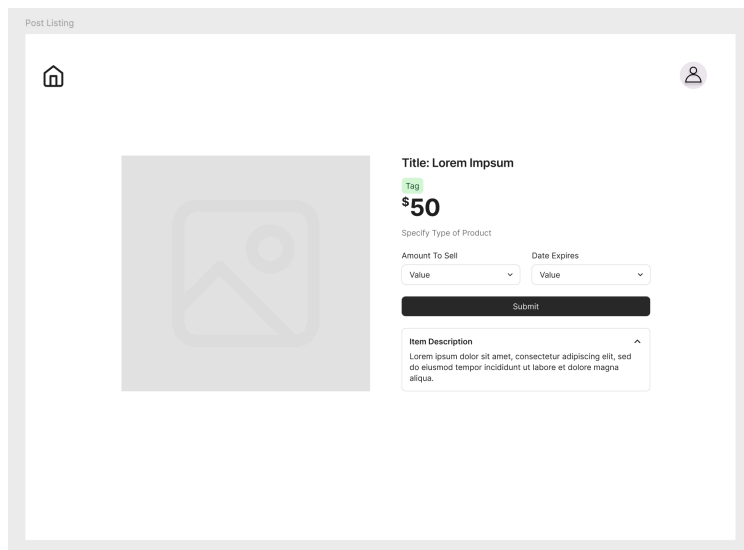 Post Listing
Title: Lorem Impsum
Tag
$50
Specify Type of Product
Amount To Sell
Date Expires
Value
Value
Submit
Item Description
Lorem ipsum dolor sit amet, consectetur adipiscing elit, sed
do eiusmod tempor incididunt ut labore et dolore magna
aliqua.